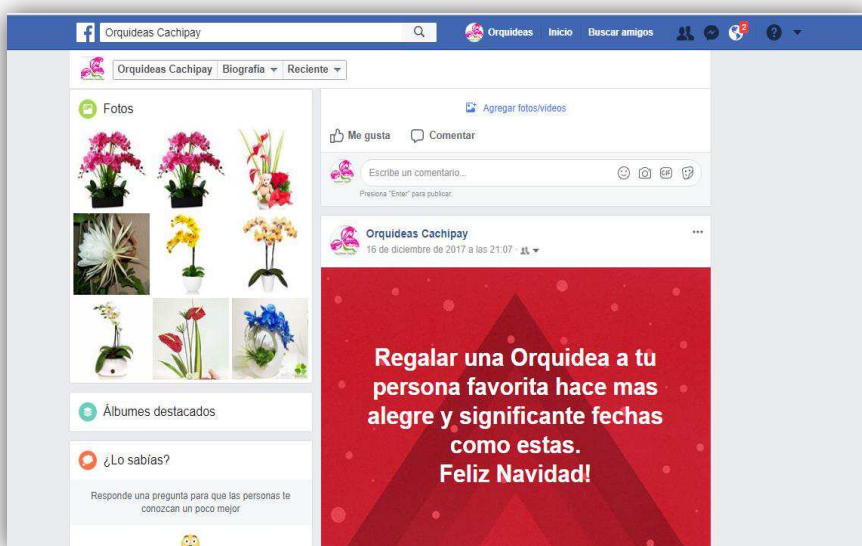 Orquideas Cachipay
Orquideas Inicio Buscar amigos 2 ?
Orquideas Cachipay Biografía Reciente
Fotos
Álbumes destacados
¿Lo sabías?
Responde una pregunta para que las personas te
conozcan un poco mejor
Agregar fotos/videos
Me gusta Comentar
Escribe un comentario...
GIF
Presiona "Enter" para publicar.
Orquideas Cachipay
16 de diciembre de 2017 a las 21:07
Regalar una Orquidea a tu
persona favorita hace mas
alegre y significante fechas
como estas.
Feliz Navidad!